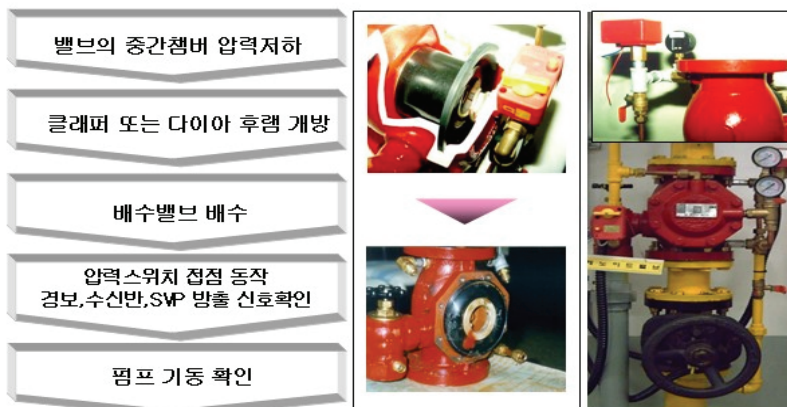 밸브의 중간챔버 압력저하
클래퍼 또는 다이아 후램 개방
배수밸브 배수
압력스위치 접점 동작
경보,수신반,SVP 방출 신호확인
펌프 기동 확인